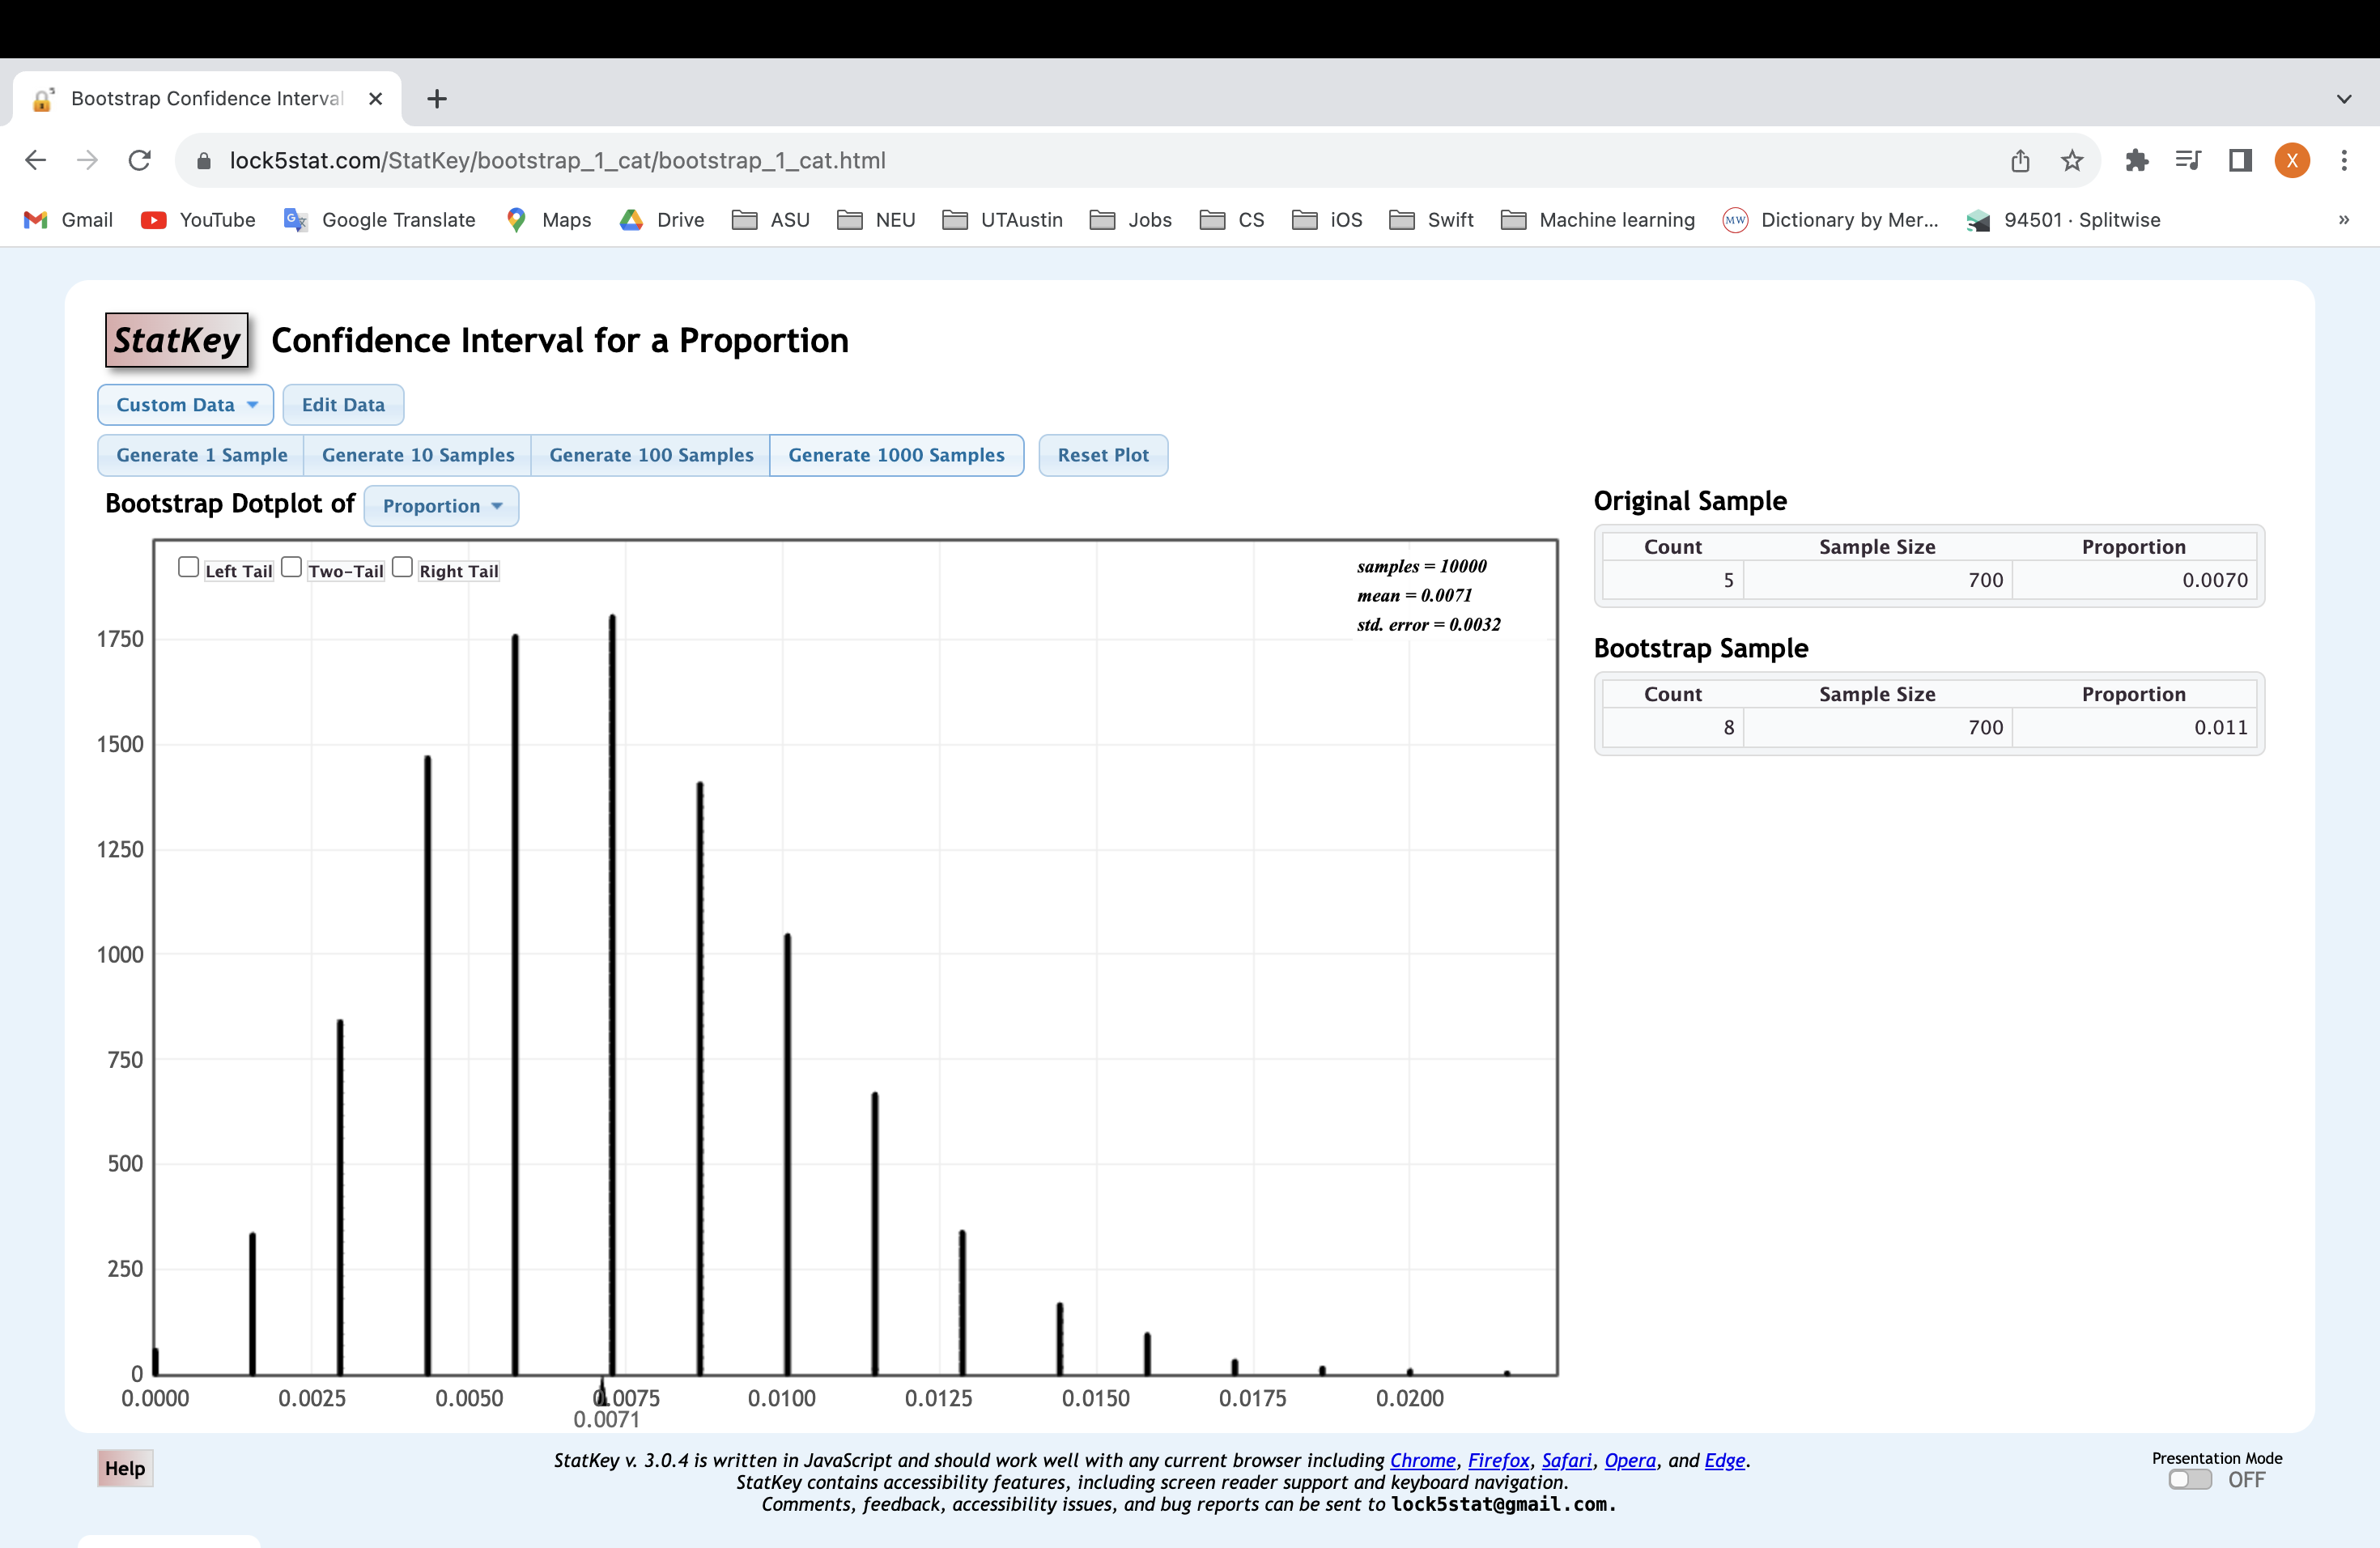 Bootstrap Confidence Interval
lock5stat.com/StatKey/bootstrap_1_cat/bootstrap_1_cat.html
X
Gmail YouTube Google Translate Maps Drive ASU NEU UTAustin Jobs CS iOS Swift Machine learning MW Dictionary by Mer... 94501 · Splitwise »
StatKey Confidence Interval for a Proportion
Custom Data Edit Data
Generate 1 Sample Generate 10 Samples Generate 100 Samples Generate 1000 Samples Reset Plot
Bootstrap Dotplot of Proportion
Left Tail Two-Tail Right Tail
samples = 10000
mean = 0.0071
std. error = 0.0032
1750
1500
1250
1000
750
500
250
0
0.0000 0.0025 0.0050 0.0075 0.0100 0.0125 0.0150 0.0175 0.0200
0.0071
Original Sample
Count Sample Size Proportion
5 700 0.0070
Bootstrap Sample
Count Sample Size Proportion
8 700 0.011
Help
StatKey v. 3.0.4 is written in JavaScript and should work well with any current browser including Chrome, Firefox, Safari, Opera, and Edge.
StatKey contains accessibility features, including screen reader support and keyboard navigation.
Comments, feedback, accessibility issues, and bug reports can be sent to lock5stat@gmail.com.
Presentation Mode
OFF